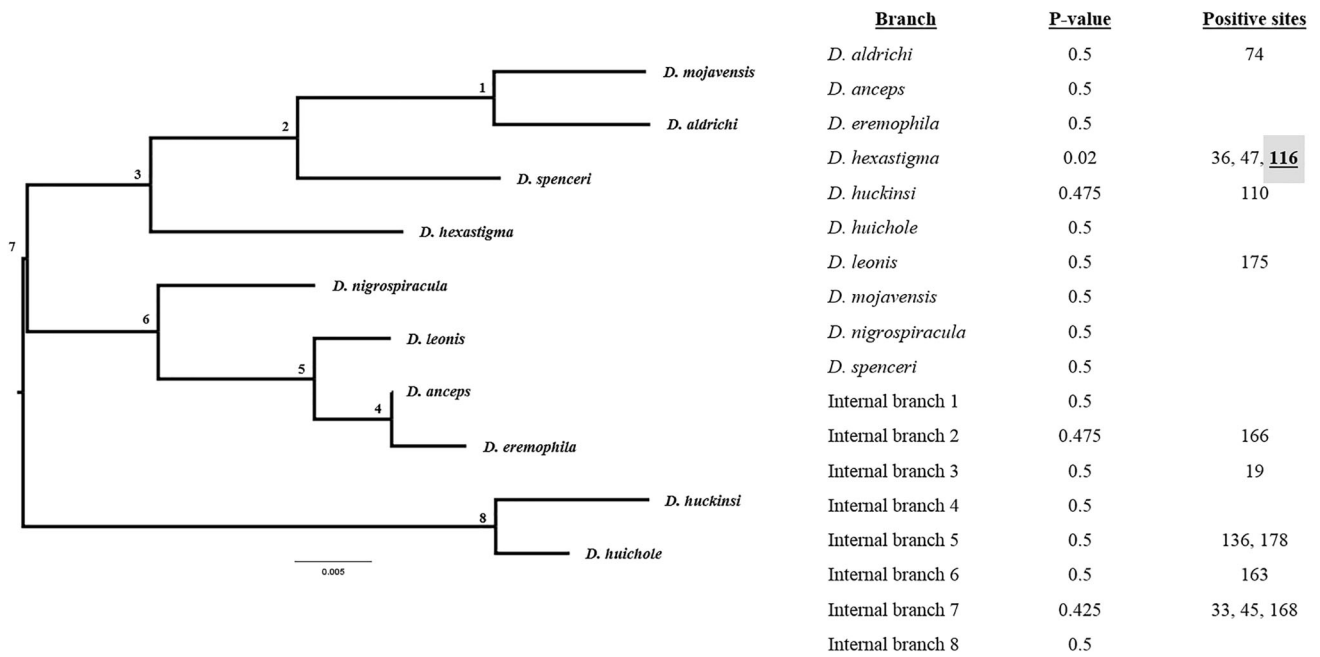 1
D. mojavensis
D. aldrichi
2
D. spenceri
3
D. hexastigma
7
D. nigrospiracula
6
D. leonis
5
D. anceps
4
D. eremophila
D. huckinsi
8
D. huichole
0.005
Branch P-value Positive sites
D. aldrichi 0.5 74
D. anceps 0.5
D. eremophila 0.5
D. hexastigma 0.02 36, 47, 116
D. huckinsi 0.475 110
D. huichole 0.5
D. leonis 0.5 175
D. mojavensis 0.5
D. nigrospiracula 0.5
D. spenceri 0.5
Internal branch 1 0.5
Internal branch 2 0.475 166
Internal branch 3 0.5 19
Internal branch 4 0.5
Internal branch 5 0.5 136, 178
Internal branch 6 0.5 163
Internal branch 7 0.425 33, 45, 168
Internal branch 8 0.5